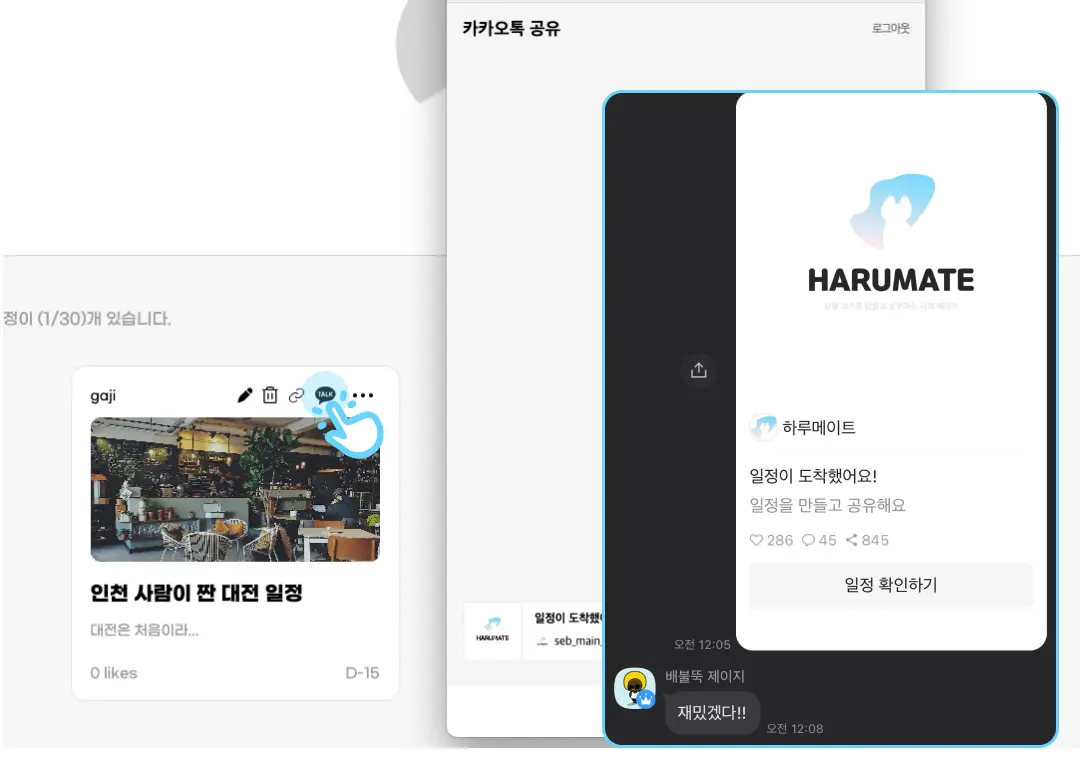 카카오톡 공유
로그아웃
HARUMATE
정이 (1/30)개 있습니다.
gaji
TALK
인천 사람이 짠 대전 일정
대전은 처음이라...
0 likes
D-15
HARUMATE
일정이 도착했어
seb_main_
하루메이트
일정이 도착했어요!
일정을 만들고 공유해요
286
45
845
일정 확인하기
오전 12:05
배불뚝 제이지
재밌겠다!!
오전 12:08